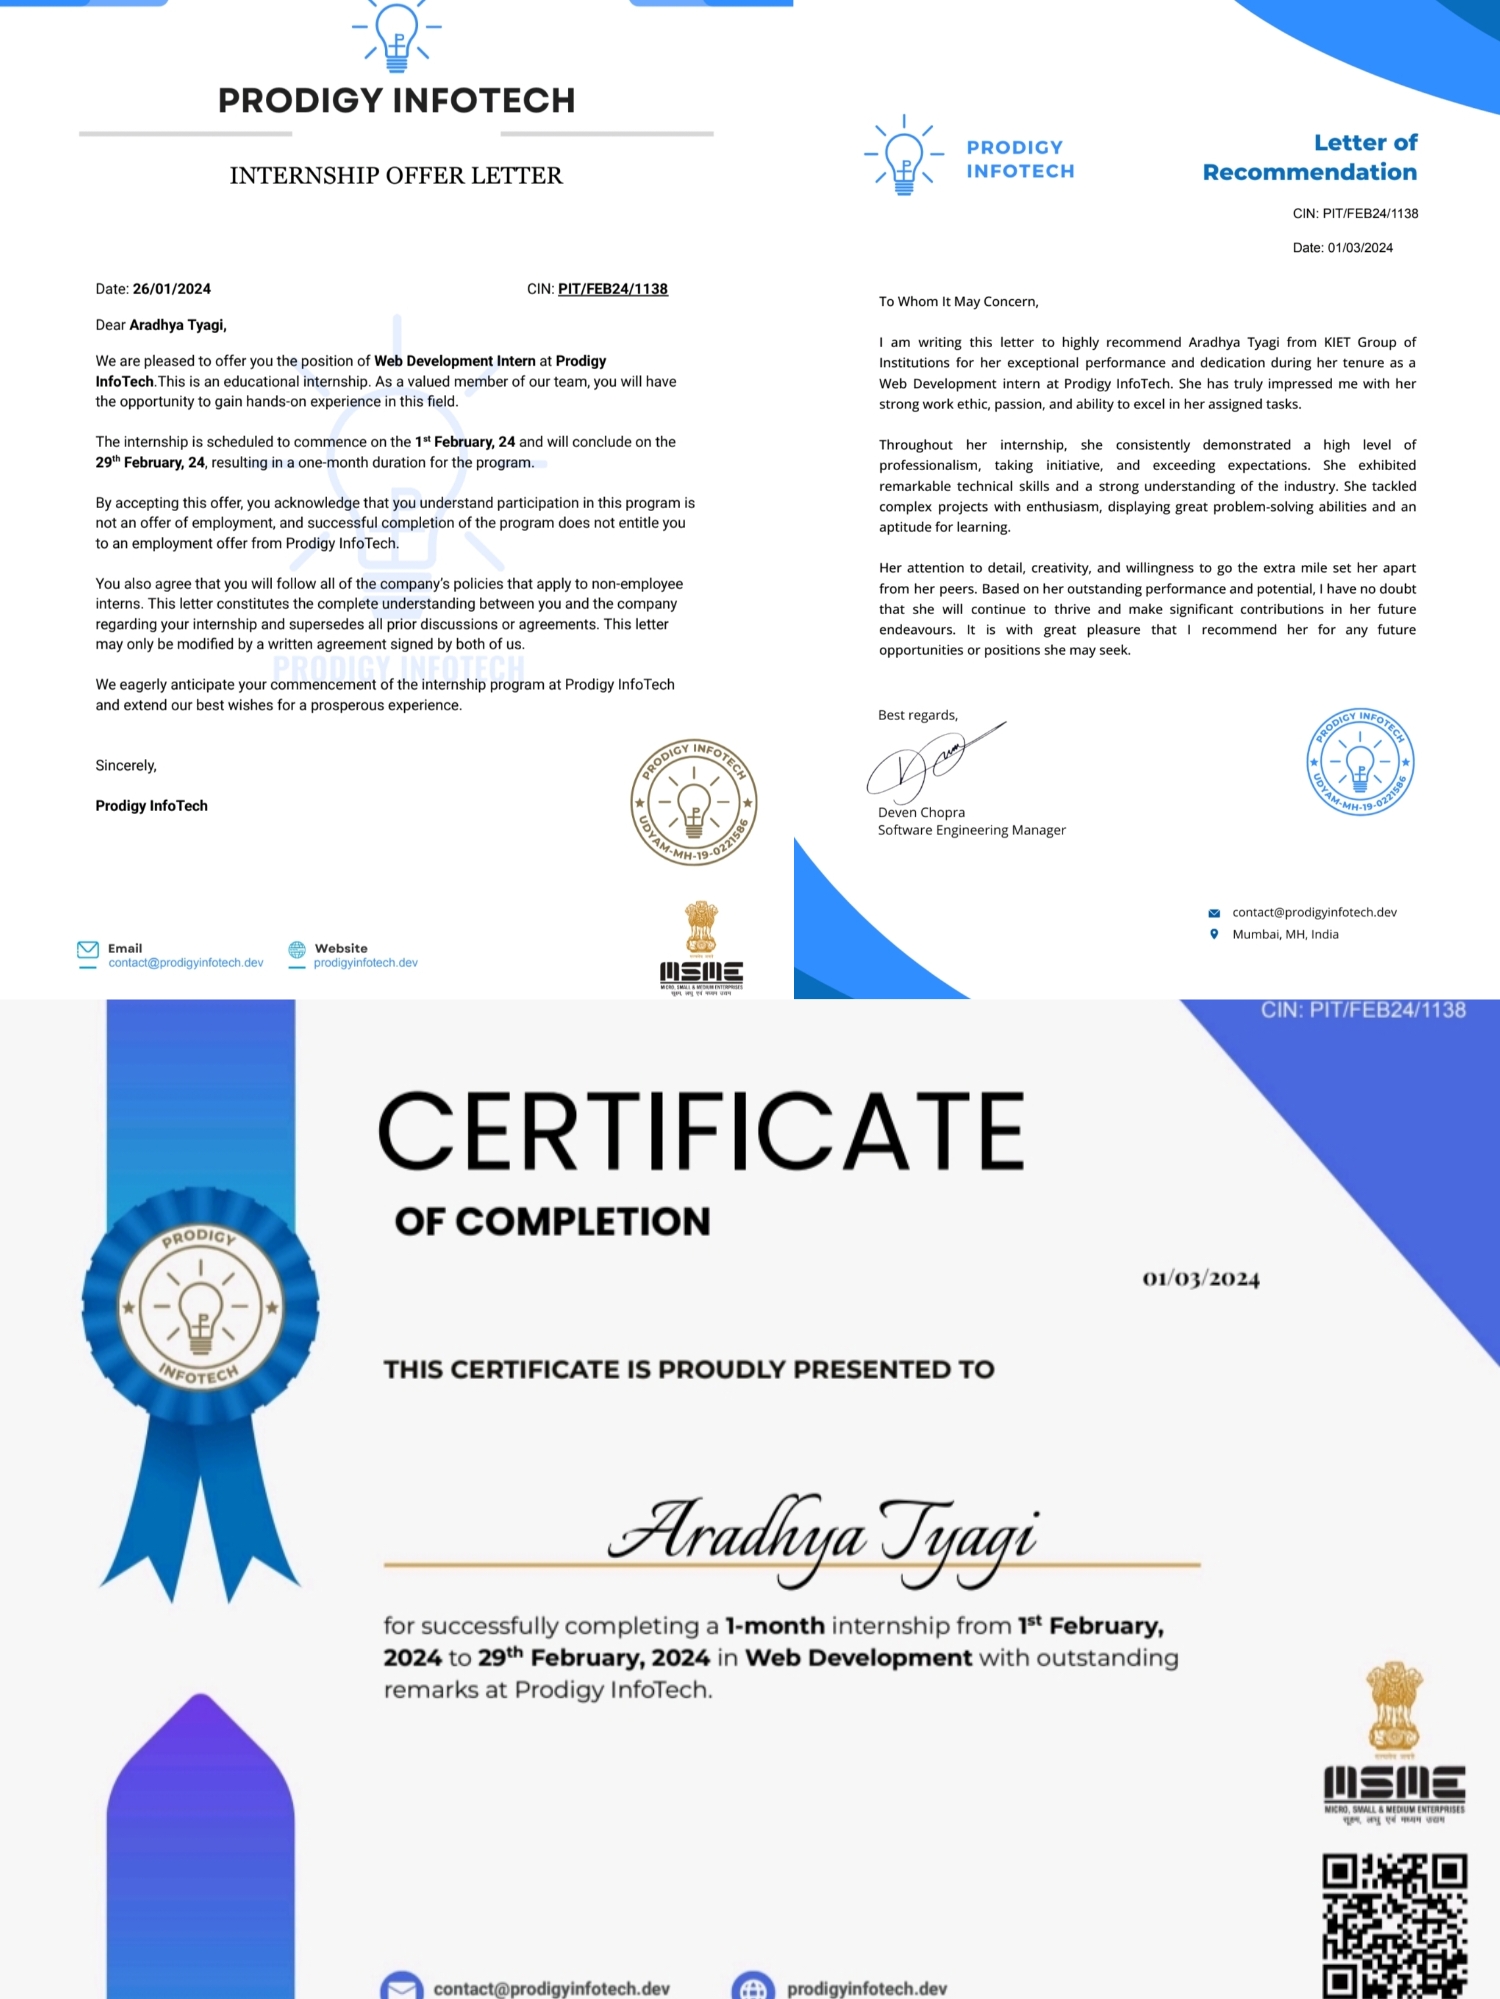 PRODIGY INFOTECH
INTERNSHIP OFFER LETTER
Date: 26/01/2024
CIN: PIT/FEB24/1138
Dear Aradhya Tyagi,
We are pleased to offer you the position of Web Development Intern at Prodigy
InfoTech.This is an educational internship. As a valued member of our team, you will have
the opportunity to gain hands-on experience in this field.
The internship is scheduled to commence on the 1st February, 24 and will conclude on the
29th February, 24, resulting in a one-month duration for the program.
By accepting this offer, you acknowledge that you understand participation in this program is
not an offer of employment, and successful completion of the program does not entitle you
to an employment offer from Prodigy InfoTech.
You also agree that you will follow all of the company's policies that apply to non-employee
interns. This letter constitutes the complete understanding between you and the company
regarding your internship and supersedes all prior discussions or agreements. This letter
may only be modified by a written agreement signed by both of us.
PRODIGY INFOTECH
We eagerly anticipate your commencement of the internship program at Prodigy InfoTech
and extend our best wishes for a prosperous experience.
Sincerely,
Prodigy InfoTech
PRODIGY INFOTECH
UDYAM-MH-19-0221586
Email
contact@prodigyinfotech.dev
Website
prodigyinfotech.dev
MSME
MICRO, SMALL & MEDIUM ENTERPRISES
सूक्ष्म, लघु एवं मध्यम उद्यम
PRODIGY
INFOTECH
Letter of
Recommendation
CIN: PIT/FEB24/1138
Date: 01/03/2024
To Whom It May Concern,
I am writing this letter to highly recommend Aradhya Tyagi from KIET Group of
Institutions for her exceptional performance and dedication during her tenure as a
Web Development intern at Prodigy InfoTech. She has truly impressed me with her
strong work ethic, passion, and ability to excel in her assigned tasks.
Throughout her internship, she consistently demonstrated a high level of
professionalism, taking initiative, and exceeding expectations. She exhibited
remarkable technical skills and a strong understanding of the industry. She tackled
complex projects with enthusiasm, displaying great problem-solving abilities and an
aptitude for learning.
Her attention to detail, creativity, and willingness to go the extra mile set her apart
from her peers. Based on her outstanding performance and potential, I have no doubt
that she will continue to thrive and make significant contributions in her future
endeavours. It is with great pleasure that I recommend her for any future
opportunities or positions she may seek.
Best regards,
Deven Chopra
Software Engineering Manager
PRODIGY INFOTECH
UDYAM-MH-19-0221586
contact@prodigyinfotech.dev
Mumbai, MH, India
CIN: PIT/FEB24/1138
CERTIFICATE
OF COMPLETION
01/03/2024
PRODIGY
INFOTECH
THIS CERTIFICATE IS PROUDLY PRESENTED TO
Aradhya Tyagi
for successfully completing a 1-month internship from 1st February,
2024 to 29th February, 2024 in Web Development with outstanding
remarks at Prodigy InfoTech.
MSME
MICRO, SMALL & MEDIUM ENTERPRISES
सूक्ष्म, लघु एवं मध्यम उद्यम
contact@prodigyinfotech.dev
prodigyinfotech.dev